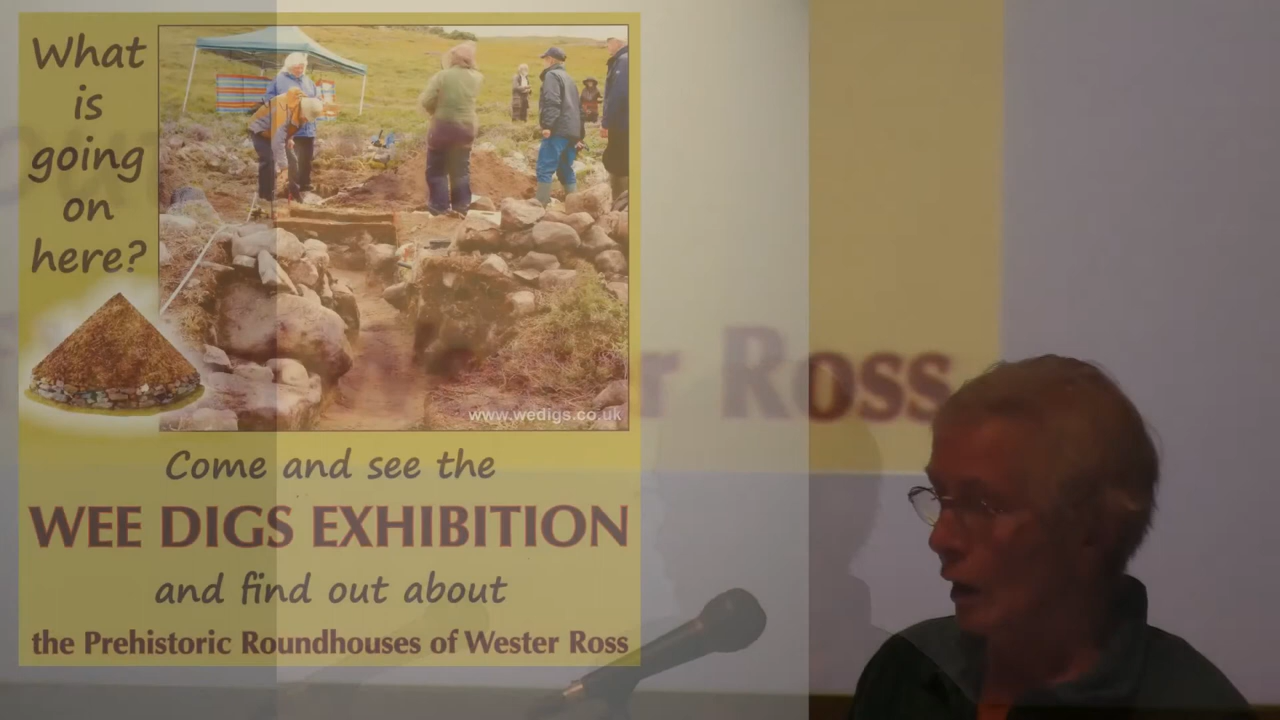 What
is
going
on
here?
www.wedigs.co.uk
Come and see the
WEE DIGS EXHIBITION
and find out about
the Prehistoric Roundhouses of Wester Ross
r Ross